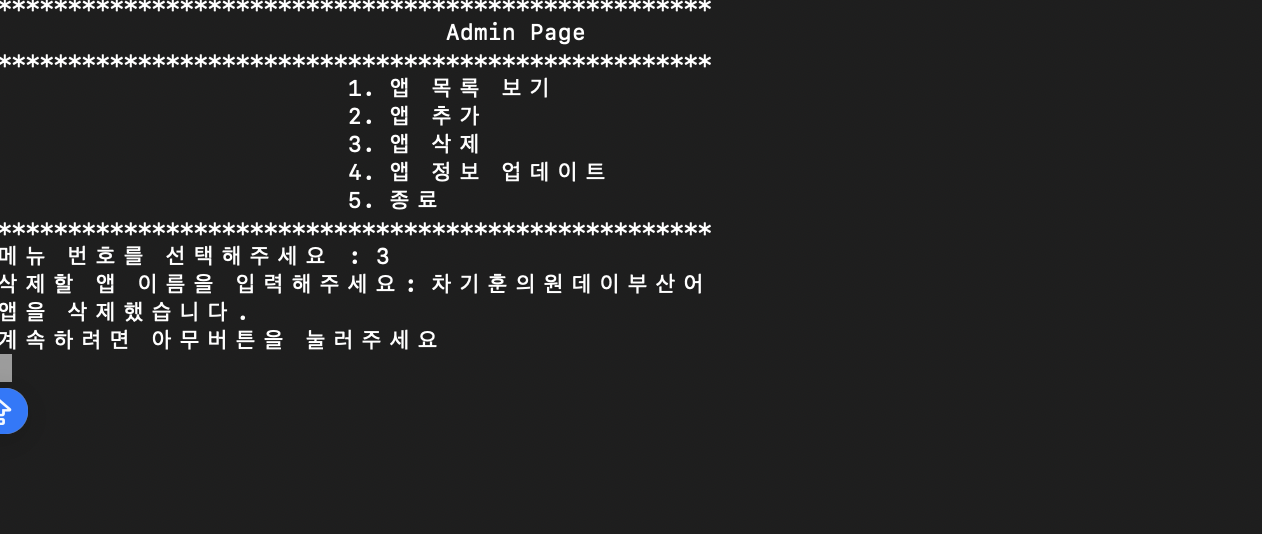 ***************************************************
Admin Page
***************************************************
1. 앱 목록 보기
2. 앱 추가
3. 앱 삭제
4. 앱 정보 업데이트
5. 종료
***************************************************
메뉴 번호를 선택해주세요 : 3
삭제할 앱 이름을 입력해주세요: 차기훈의원데이부산어
앱을 삭제했습니다.
계속하려면 아무버튼을 눌러주세요